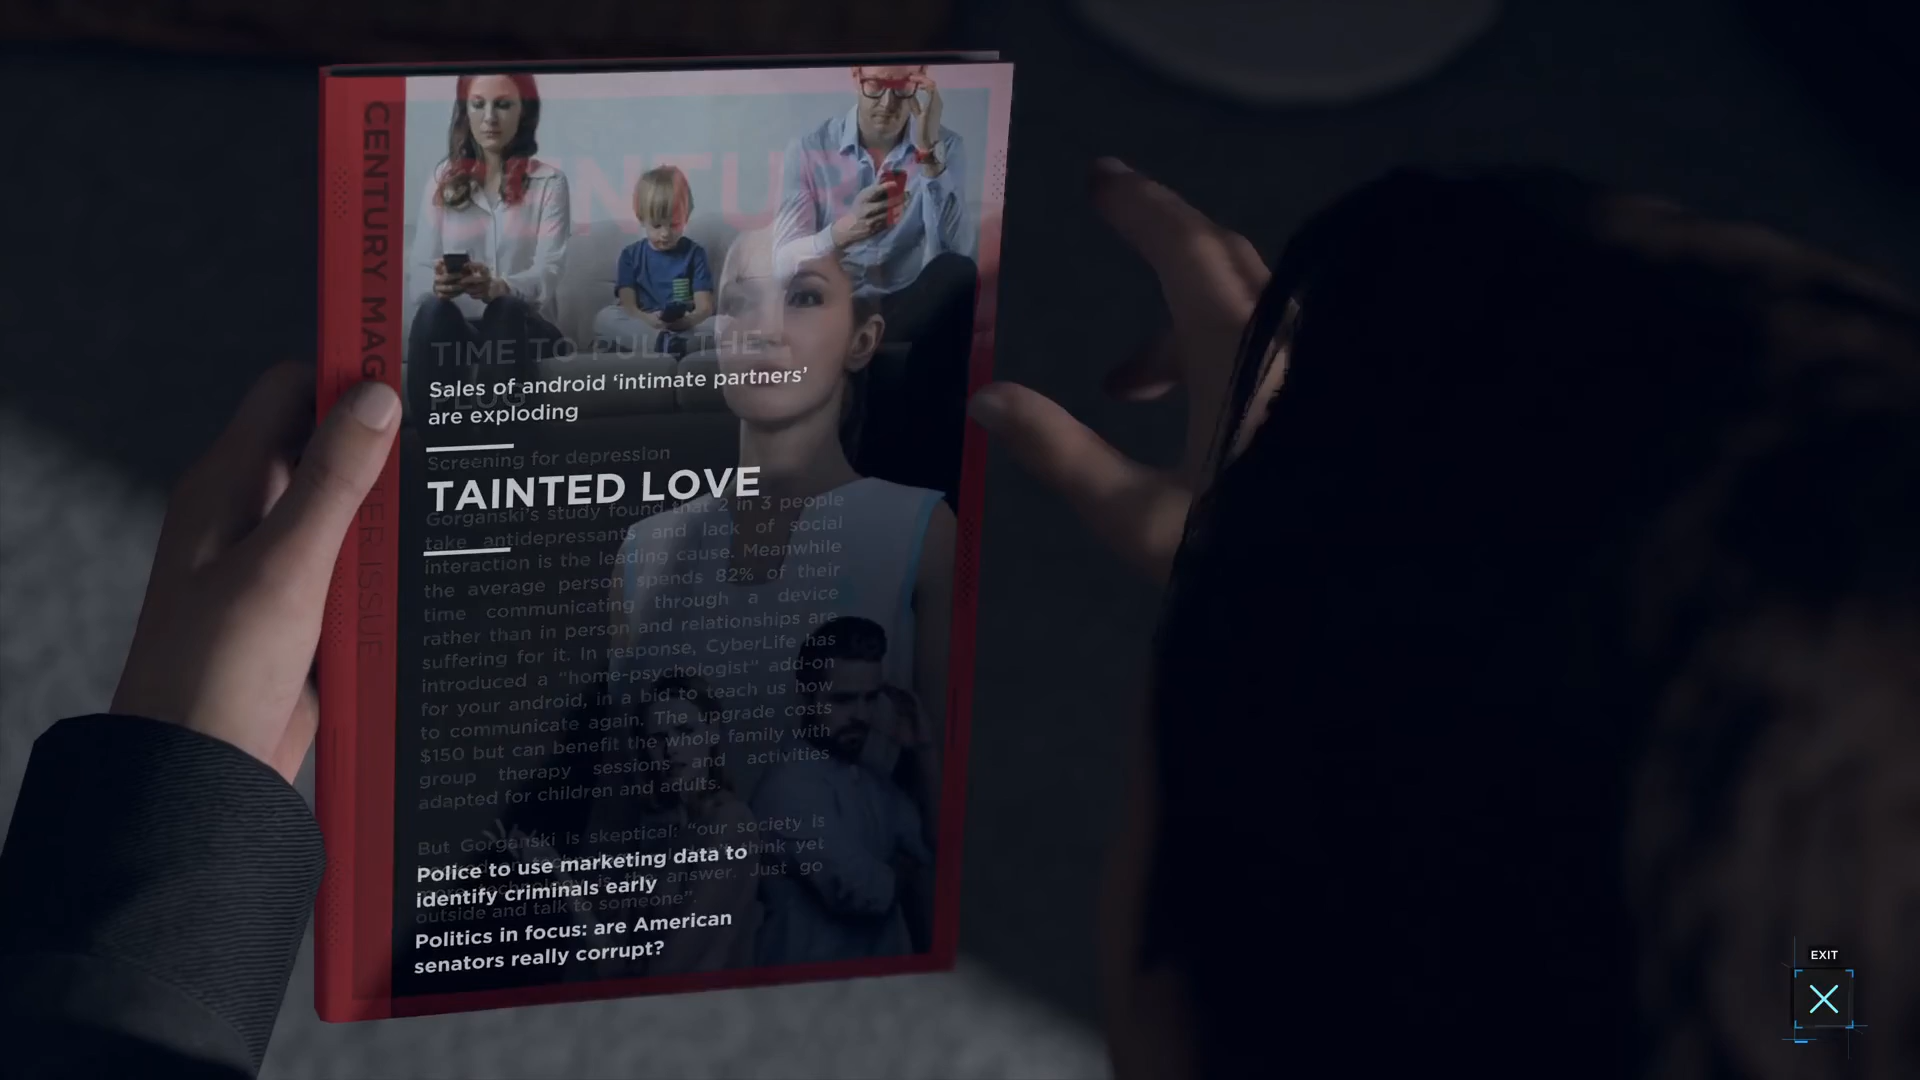 CENTURY MAG
TER ISSUE
CENTURY
TIME TO PULL THE
PLUG
Sales of android ‘intimate partners’
are exploding
Screening for depression
TAINTED LOVE
Gorganski's study found that 2 in 3 people
take antidepressants and lack of social
interaction is the leading cause. Meanwhile
the average person spends 82% of their
time communicating through a device
rather than in person and relationships are
suffering for it. In response, CyberLife has
introduced a “home-psychologist” add-on
for your android, in a bid to teach us how
to communicate again. The upgrade costs
$150 but can benefit the whole family with
group therapy sessions and activities
adapted for children and adults.
But Gorganski is skeptical: “our society is
think yet
Police to use marketing data to
more technology is the answer. Just go
identify criminals early
outside and talk to someone”.
Politics in focus: are American
senators really corrupt?
EXIT